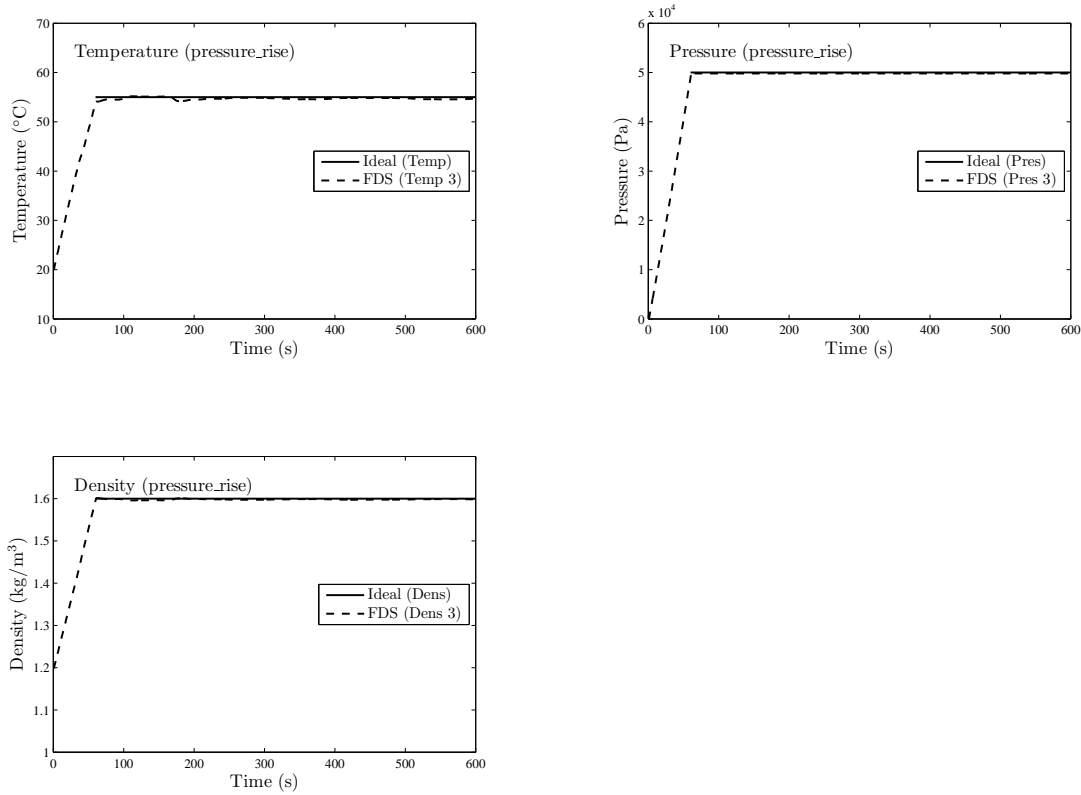 70
60
50
40
30
20
10
0 100 200 300 400 500 600
Time (s)
Temperature (°C)
Temperature (pressure_rise)
Ideal (Temp)
FDS (Temp 3)
x 10⁴
6
5
4
3
2
1
0
0 100 200 300 400 500 600
Time (s)
Pressure (Pa)
Pressure (pressure_rise)
Ideal (Pres)
FDS (Pres 3)
1.6
1.5
1.4
1.3
1.2
1.1
1
0 100 200 300 400 500 600
Time (s)
Density (kg/m³)
Density (pressure_rise)
Ideal (Dens)
FDS (Dens 3)